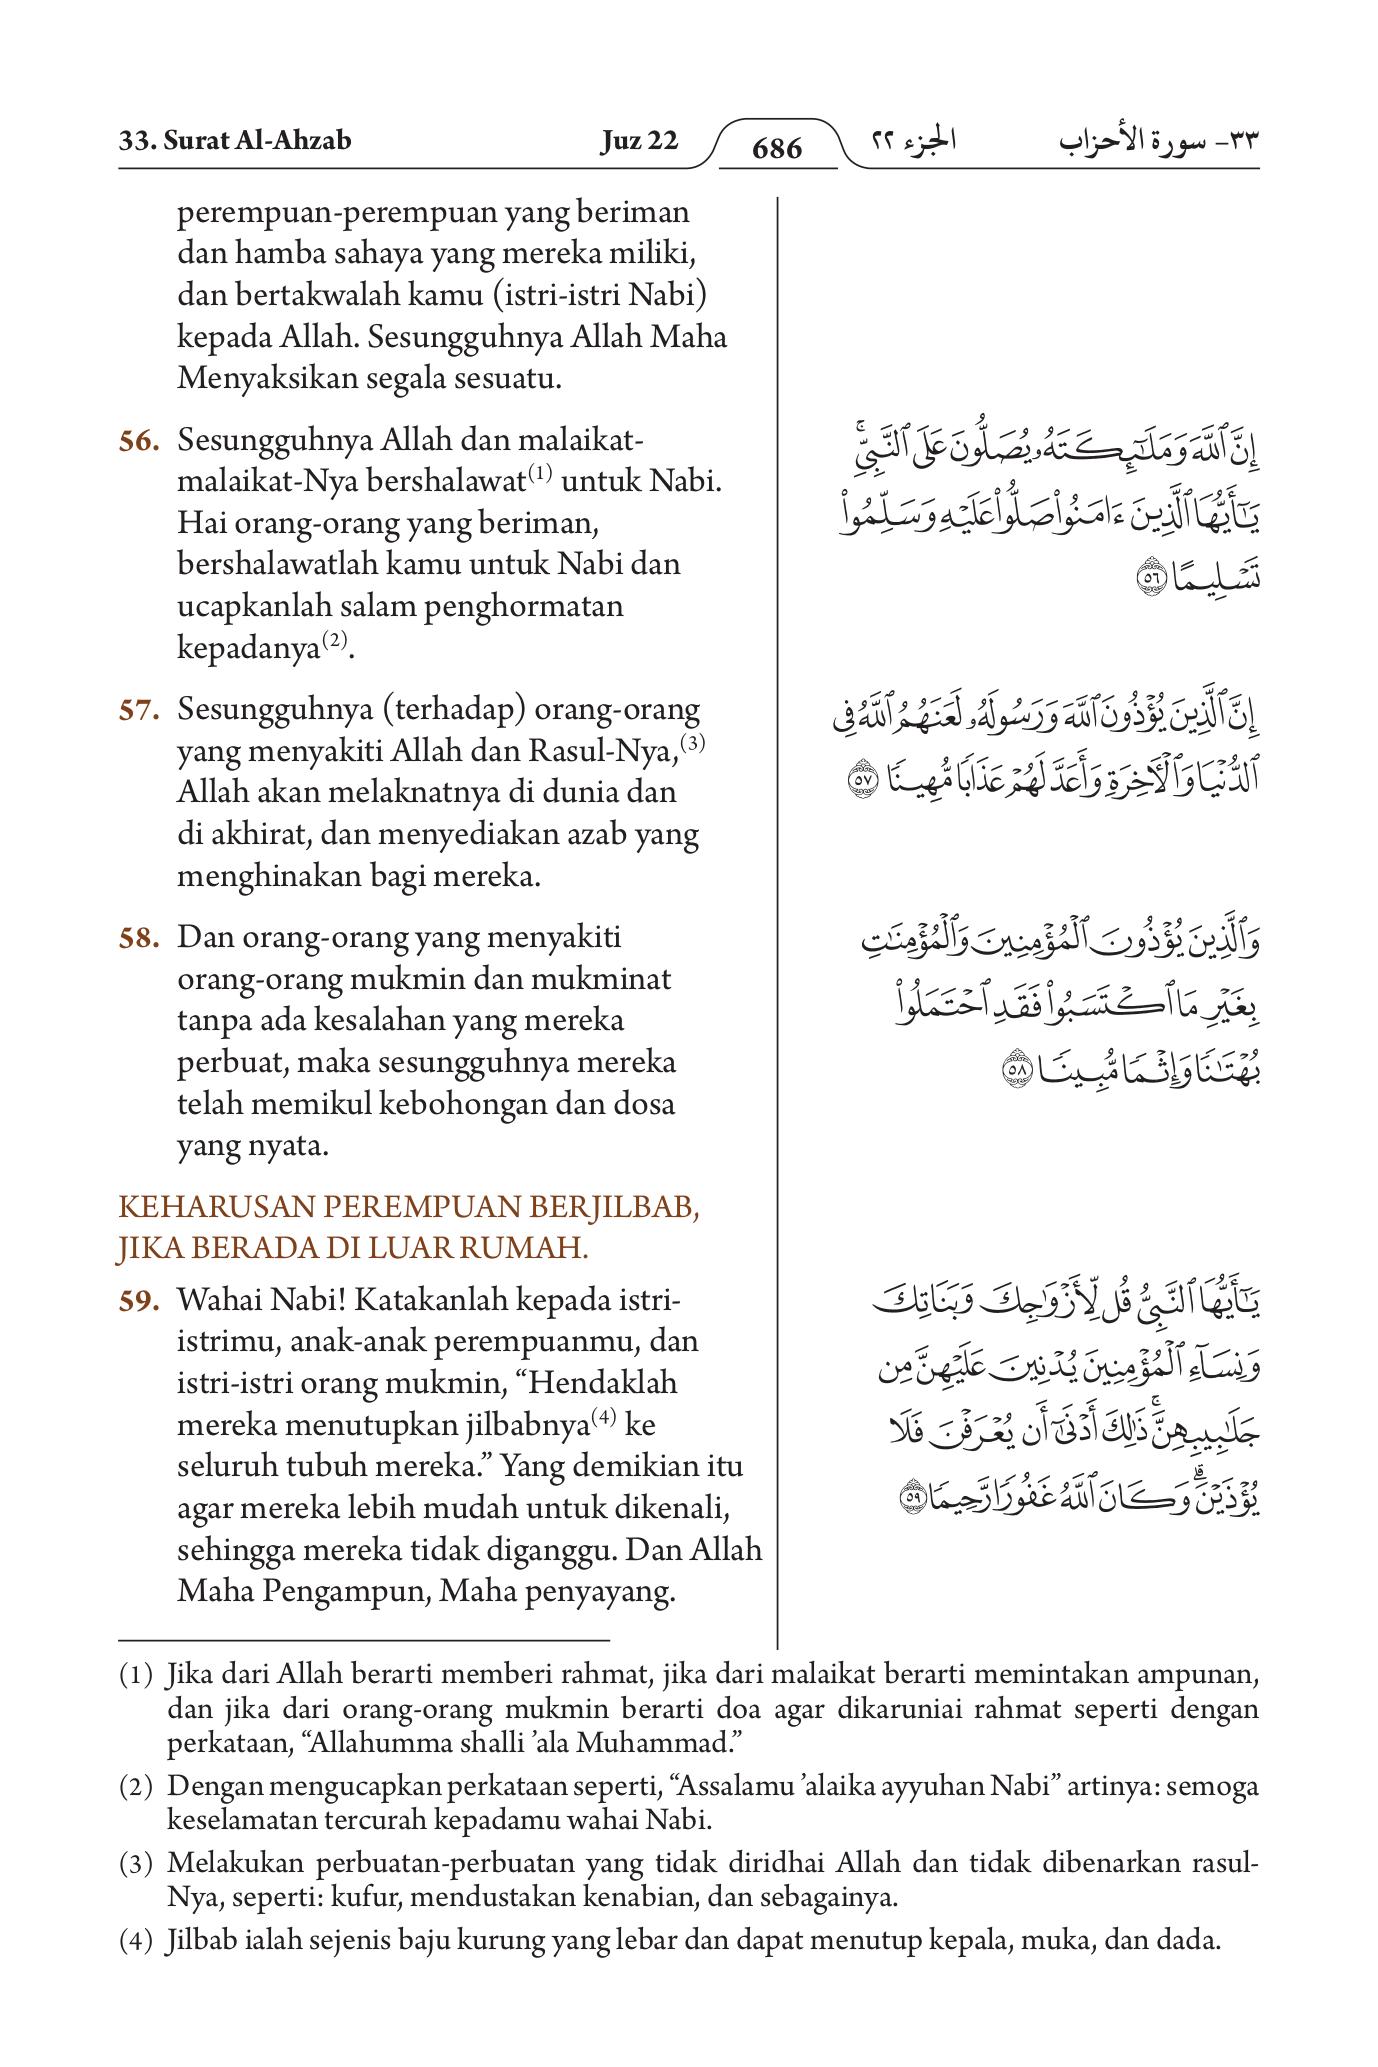 33. Surat Al-Ahzab
Juz 22
686
الجزء ٢٢
٣٣- سورة الأحزاب
perempuan-perempuan yang beriman
dan hamba sahaya yang mereka miliki,
dan bertakwalah kamu (istri-istri Nabi)
kepada Allah. Sesungguhnya Allah Maha
Menyaksikan segala sesuatu.
56. Sesungguhnya Allah dan malaikat-
malaikat-Nya bershalawat(1) untuk Nabi.
Hai orang-orang yang beriman,
bershalawatlah kamu untuk Nabi dan
ucapkanlah salam penghormatan
kepadanya(2).
إِنَّ ٱللَّهَ وَمَلَـٰٓئِكَتَهُۥ يُصَلُّونَ عَلَى ٱلنَّبِىِّۚ
يَـٰٓأَيُّهَا ٱلَّذِينَ ءَامَنُوا۟ صَلُّوا۟ عَلَيْهِ وَسَلِّمُوا۟
تَسْلِيمًا ٥٦
57. Sesungguhnya (terhadap) orang-orang
yang menyakiti Allah dan Rasul-Nya,(3)
Allah akan melaknatnya di dunia dan
di akhirat, dan menyediakan azab yang
menghinakan bagi mereka.
إِنَّ ٱلَّذِينَ يُؤْذُونَ ٱللَّهَ وَرَسُولَهُۥ لَعَنَهُمُ ٱللَّهُ فِى
ٱلدُّنْيَا وَٱلْـَٔاخِرَةِ وَأَعَدَّ لَهُمْ عَذَابًا مُّهِينًا ٥٧
58. Dan orang-orang yang menyakiti
orang-orang mukmin dan mukminat
tanpa ada kesalahan yang mereka
perbuat, maka sesungguhnya mereka
telah memikul kebohongan dan dosa
yang nyata.
وَٱلَّذِينَ يُؤْذُونَ ٱلْمُؤْمِنِينَ وَٱلْمُؤْمِنَـٰتِ
بِغَيْرِ مَا ٱكْتَسَبُوا۟ فَقَدِ ٱحْتَمَلُوا۟
بُهْتَـٰنًا وَإِثْمًا مُّبِينًا ٥٨
KEHARUSAN PEREMPUAN BERJILBAB,
JIKA BERADA DI LUAR RUMAH.
59. Wahai Nabi! Katakanlah kepada istri-
istrimu, anak-anak perempuanmu, dan
istri-istri orang mukmin, “Hendaklah
mereka menutupkan jilbabnya(4) ke
seluruh tubuh mereka.” Yang demikian itu
agar mereka lebih mudah untuk dikenali,
sehingga mereka tidak diganggu. Dan Allah
Maha Pengampun, Maha penyayang.
يَـٰٓأَيُّهَا ٱلنَّبِىُّ قُل لِّأَزْوَٰجِكَ وَبَنَاتِكَ
وَنِسَآءِ ٱلْمُؤْمِنِينَ يُدْنِينَ عَلَيْهِنَّ مِن
جَلَـٰبِيبِهِنَّۚ ذَٰلِكَ أَدْنَىٰٓ أَن يُعْرَفْنَ فَلَا
يُؤْذَيْنَۗ وَكَانَ ٱللَّهُ غَفُورًا رَّحِيمًا ٥٩
(1) Jika dari Allah berarti memberi rahmat, jika dari malaikat berarti memintakan ampunan,
dan jika dari orang-orang mukmin berarti doa agar dikaruniai rahmat seperti dengan
perkataan, “Allahumma shalli ’ala Muhammad.”
(2) Dengan mengucapkan perkataan seperti, “Assalamu ’alaika ayyuhan Nabi” artinya: semoga
keselamatan tercurah kepadamu wahai Nabi.
(3) Melakukan perbuatan-perbuatan yang tidak diridhai Allah dan tidak dibenarkan rasul-
Nya, seperti: kufur, mendustakan kenabian, dan sebagainya.
(4) Jilbab ialah sejenis baju kurung yang lebar dan dapat menutup kepala, muka, dan dada.